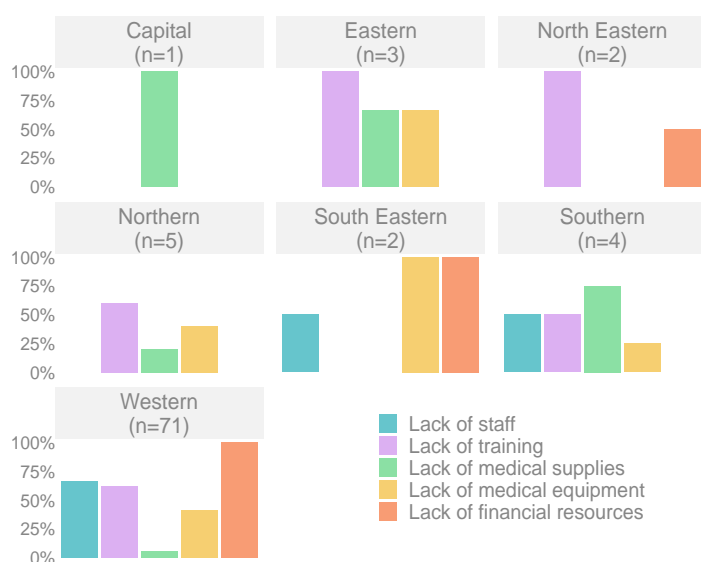 Capital
(n=1)
Eastern
(n=3)
North Eastern
(n=2)
100%
75%
50%
25%
0%
Northern
(n=5)
South Eastern
(n=2)
Southern
(n=4)
100%
75%
50%
25%
0%
Western
(n=71)
100%
75%
50%
25%
0%
Lack of staff
Lack of training
Lack of medical supplies
Lack of medical equipment
Lack of financial resources